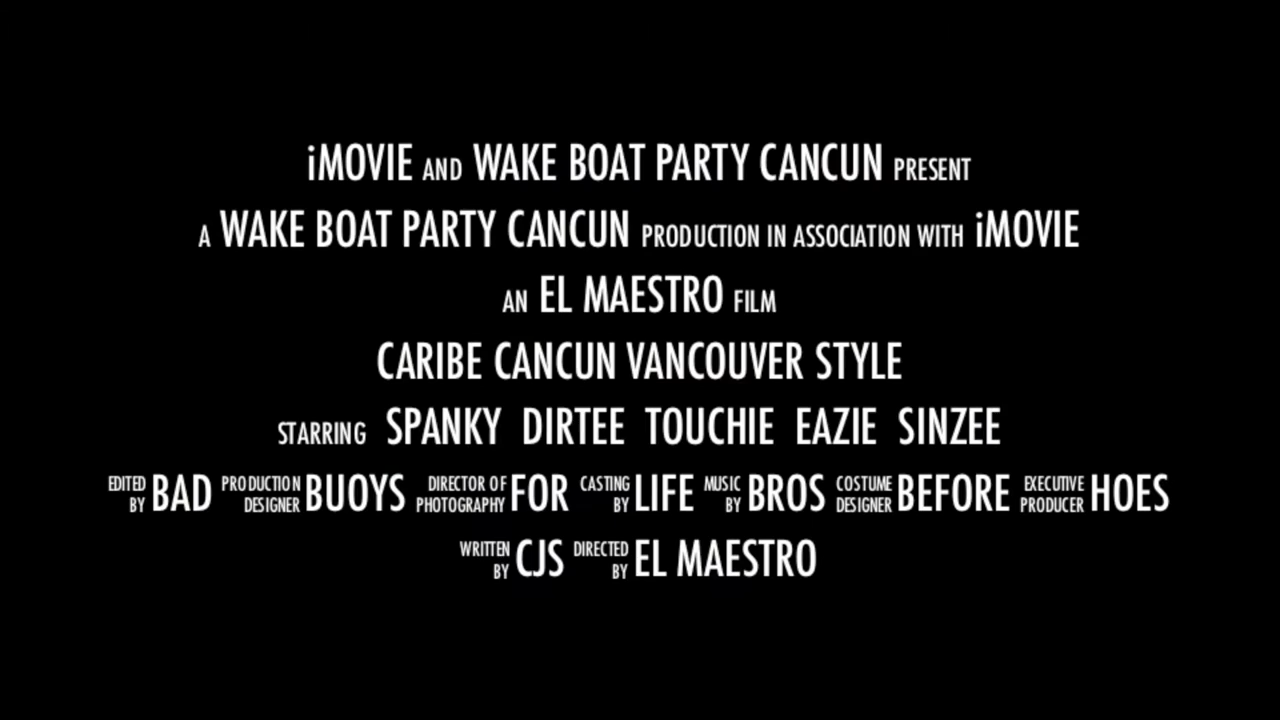 iMOVIE AND WAKE BOAT PARTY CANCUN PRESENT
A WAKE BOAT PARTY CANCUN PRODUCTION IN ASSOCIATION WITH iMOVIE
AN EL MAESTRO FILM
CARIBE CANCUN VANCOUVER STYLE
STARRING SPANKY DIRTEE TOUCHIE EAZIE SINZEE
EDITED BY BAD PRODUCTION DESIGNER BUOYS DIRECTOR OF PHOTOGRAPHY FOR CASTING BY LIFE MUSIC BY BROS COSTUME DESIGNER BEFORE EXECUTIVE PRODUCER HOES
WRITTEN BY CJS DIRECTED BY EL MAESTRO